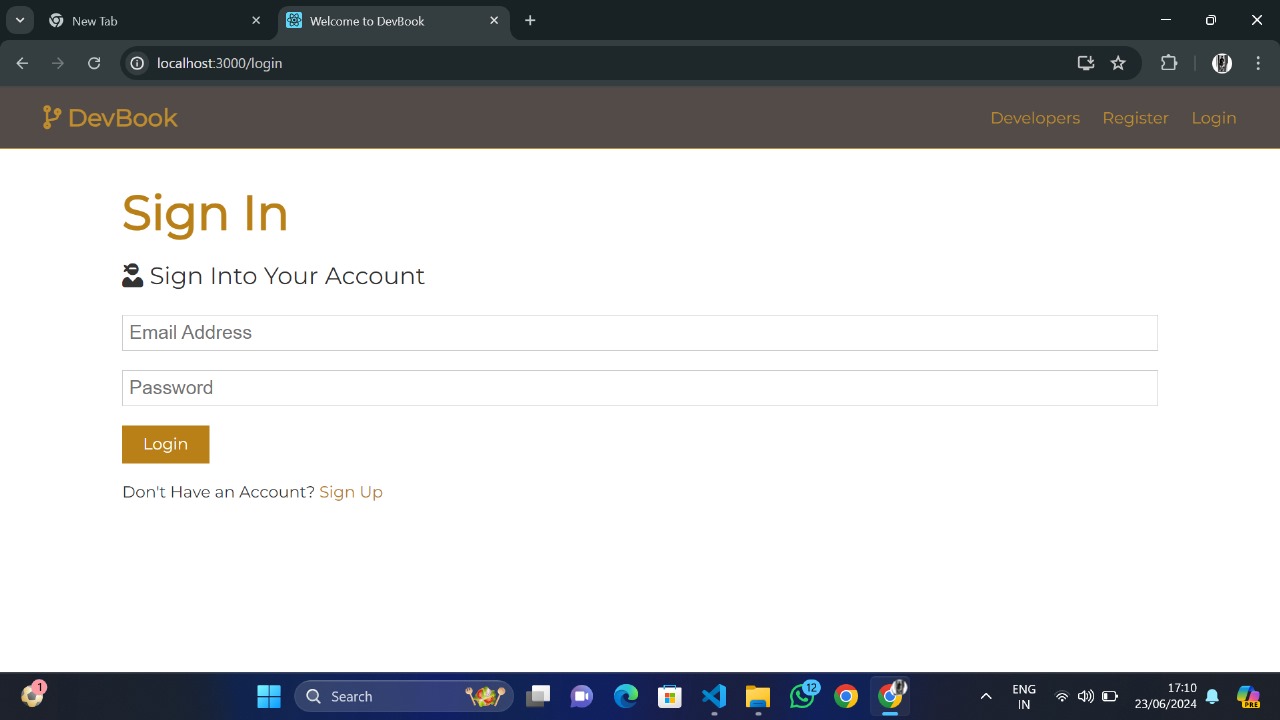 New Tab
Welcome to DevBook
localhost:3000/login
DevBook
Developers Register Login
Sign In
Sign Into Your Account
Email Address
Password
Login
Don't Have an Account? Sign Up
1
Search
12
ENG
IN
17:10
23/06/2024
PRE